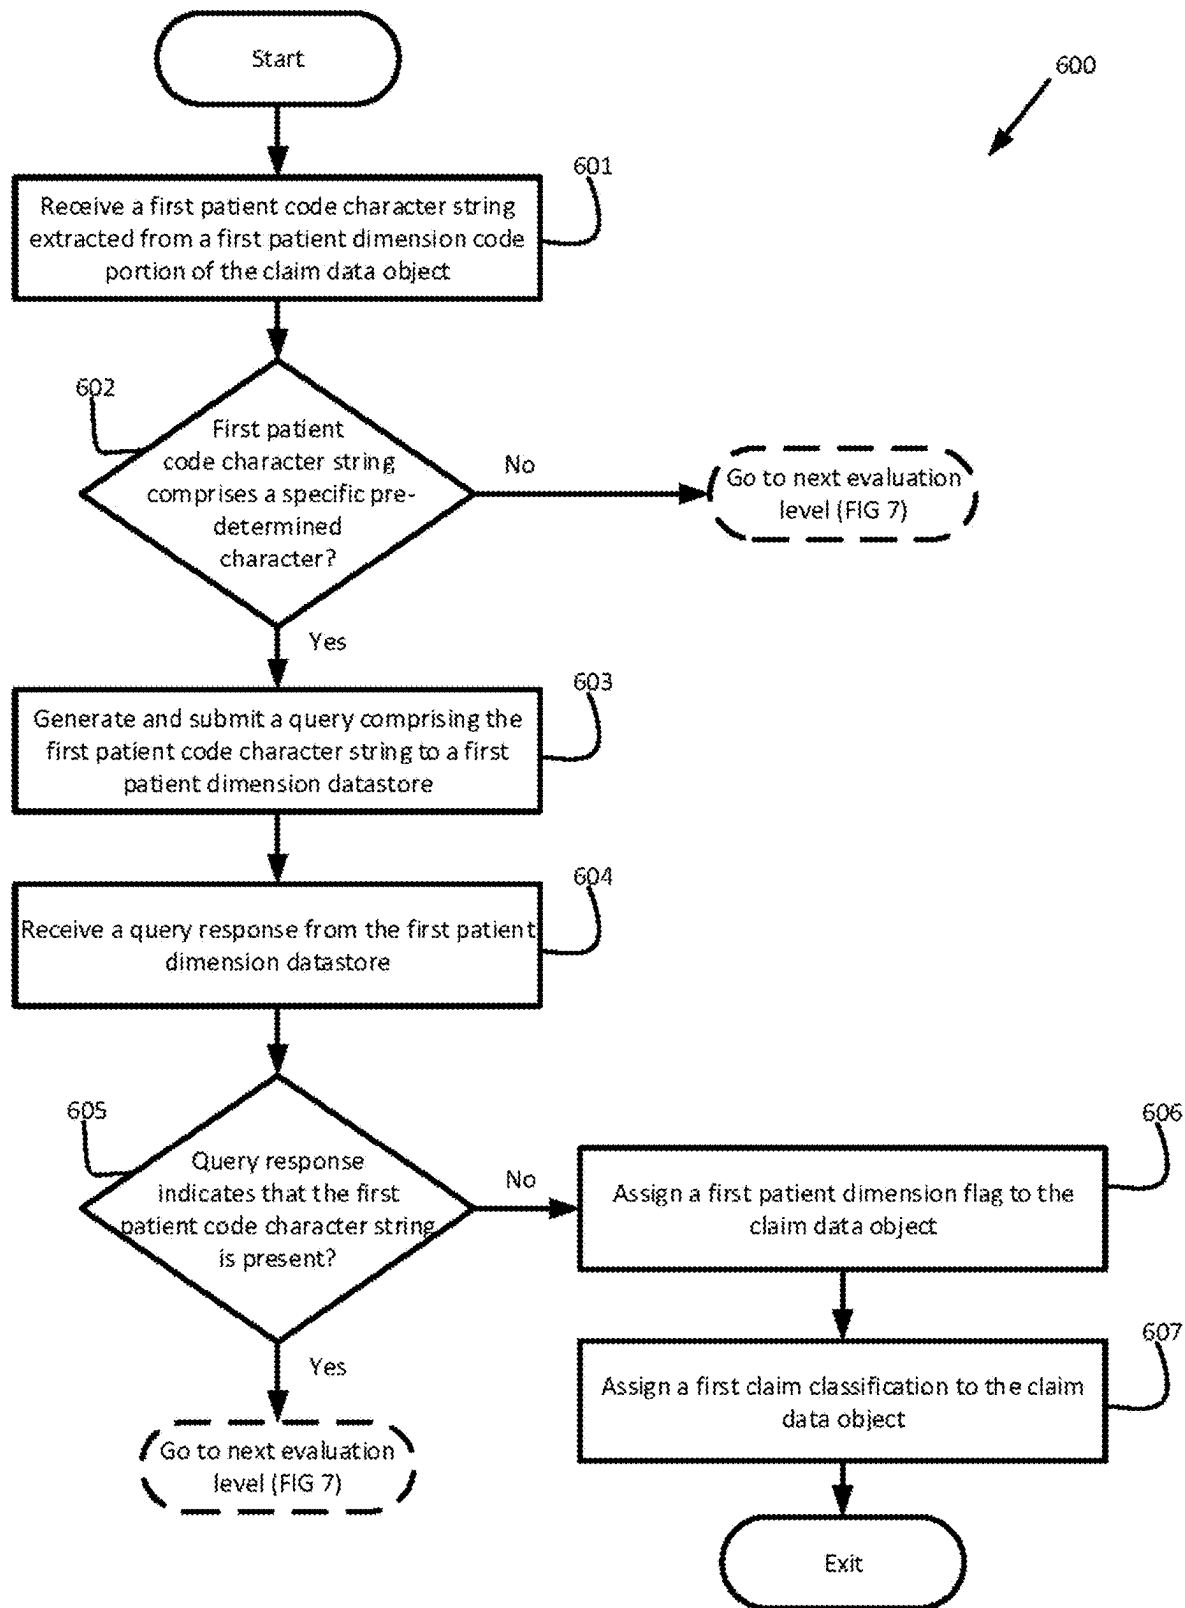 Start
600
601
Receive a first patient code character string
extracted from a first patient dimension code
portion of the claim data object
602
First patient
code character string
comprises a specific pre-
determined
character?
No
Go to next evaluation
level (FIG 7)
Yes
603
Generate and submit a query comprising the
first patient code character string to a first
patient dimension datastore
604
Receive a query response from the first patient
dimension datastore
605
Query response
indicates that the first
patient code character string
is present?
No
606
Assign a first patient dimension flag to the
claim data object
607
Assign a first claim classification to the claim
data object
Yes
Go to next evaluation
level (FIG 7)
Exit